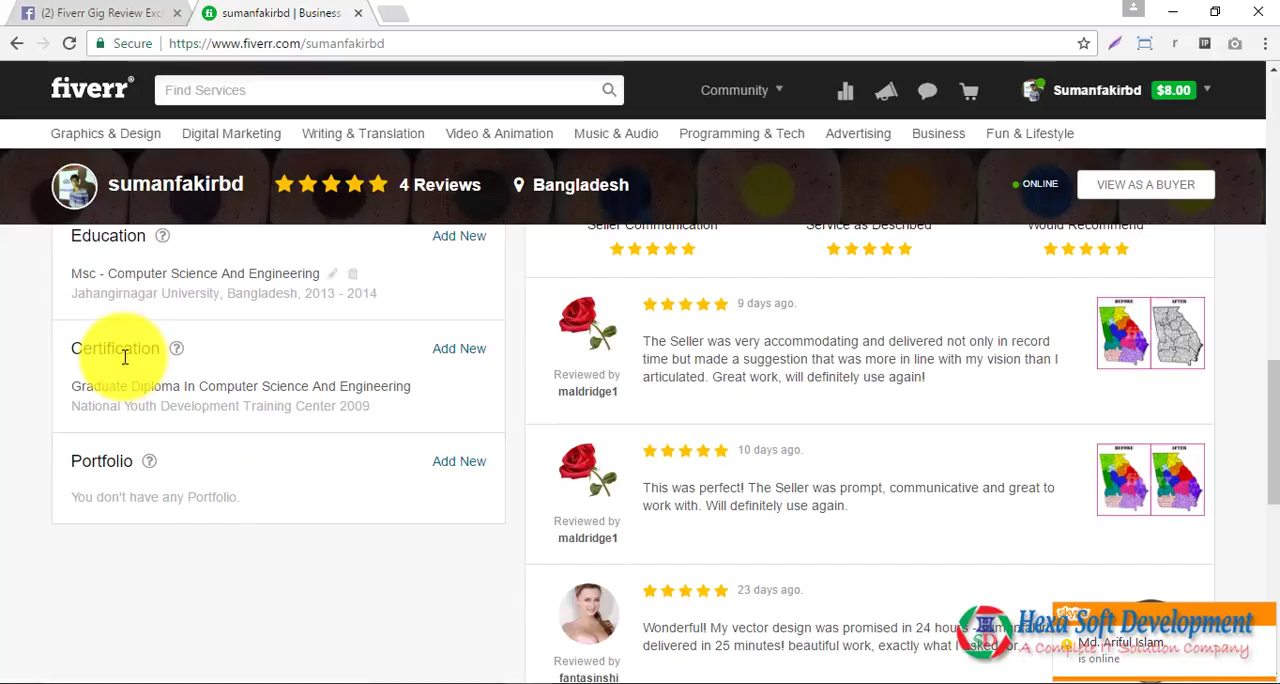 (2) Fiverr Gig Review Exc
sumanfakirbd | Business
Secure
https://www.fiverr.com/sumanfakirbd
fiverr®
Find Services
Community
Sumanfakirbd
$8.00
Graphics & Design
Digital Marketing
Writing & Translation
Video & Animation
Music & Audio
Programming & Tech
Advertising
Business
Fun & Lifestyle
sumanfakirbd
4 Reviews
Bangladesh
ONLINE
VIEW AS A BUYER
Education ?
Add New
Msc - Computer Science And Engineering
Jahangirnagar University, Bangladesh, 2013 - 2014
Certification ?
Add New
Graduate Diploma In Computer Science And Engineering
National Youth Development Training Center 2009
Portfolio ?
Add New
You don't have any Portfolio.
Seller Communication
Service as Described
Would Recommend
9 days ago.
The Seller was very accommodating and delivered not only in record
time but made a suggestion that was more in line with my vision than I
articulated. Great work, will definitely use again!
Reviewed by
maldridge1
BEFORE
AFTER
10 days ago.
This was perfect! The Seller was prompt, communicative and great to
work with. Will definitely use again.
Reviewed by
maldridge1
BEFORE
AFTER
23 days ago.
Wonderful! My vector design was promised in 24 hours
delivered in 25 minutes! beautiful work, exactly what I asked for.
Reviewed by
fantasinshi
Hexa Soft Development
A Complete IT Solution Company
Md. Ariful Islam
is online